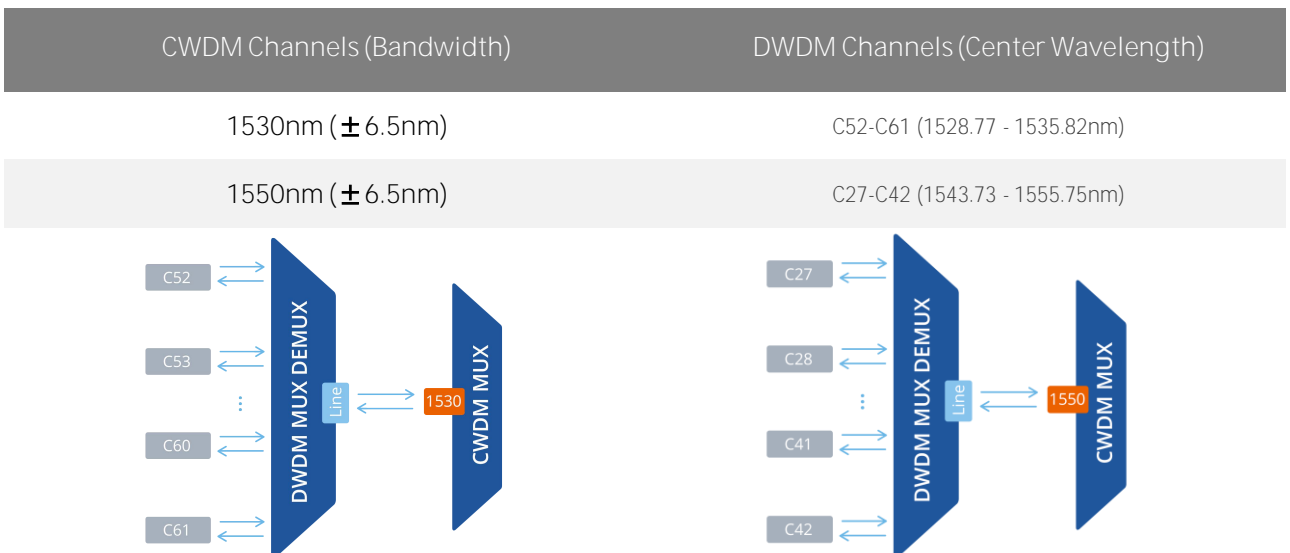 CWDM Channels (Bandwidth) DWDM Channels (Center Wavelength)
1530nm (±6.5nm) C52-C61 (1528.77 - 1535.82nm)
1550nm (±6.5nm) C27-C42 (1543.73 - 1555.75nm)
C52
C53
⋮
C60
C61
DWDM MUX DEMUX
Line
1530
CWDM MUX
C27
C28
⋮
C41
C42
DWDM MUX DEMUX
Line
1550
CWDM MUX